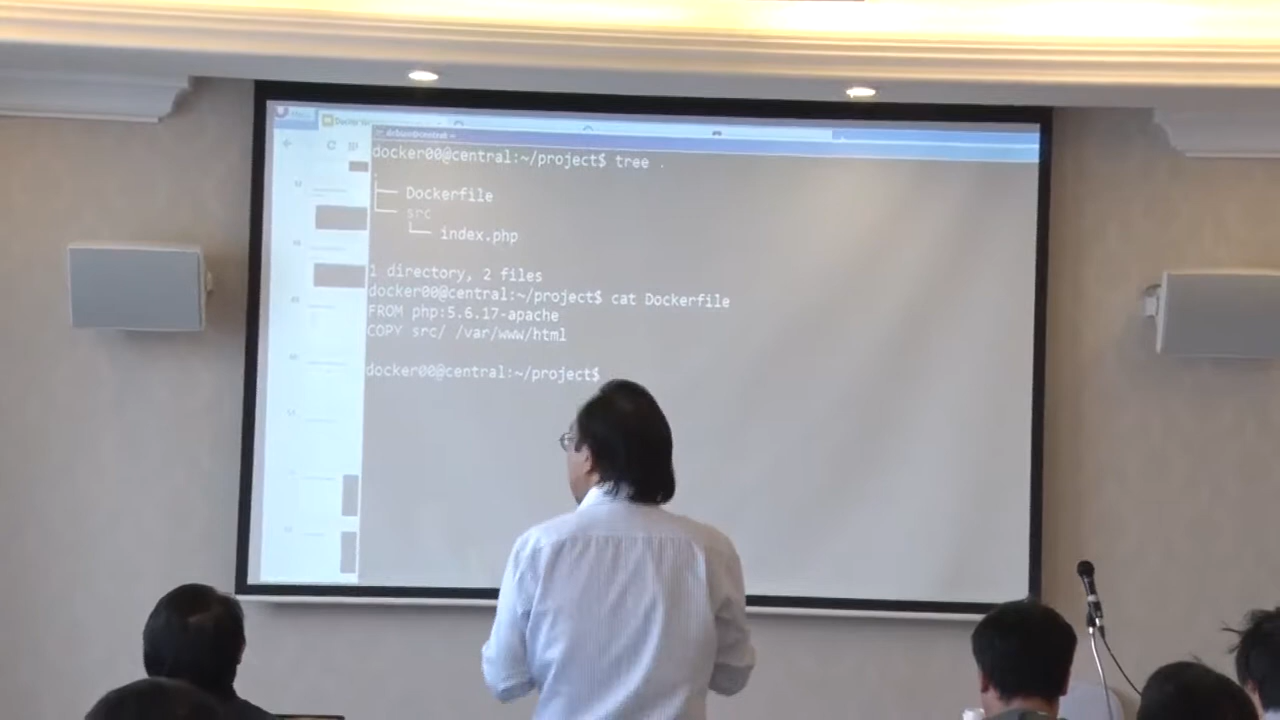 docker00@central:~/project$ tree .
.
├── Dockerfile
└── src
    └── index.php
1 directory, 2 files
docker00@central:~/project$ cat Dockerfile
FROM php:5.6.17-apache
COPY src/ /var/www/html
docker00@central:~/project$